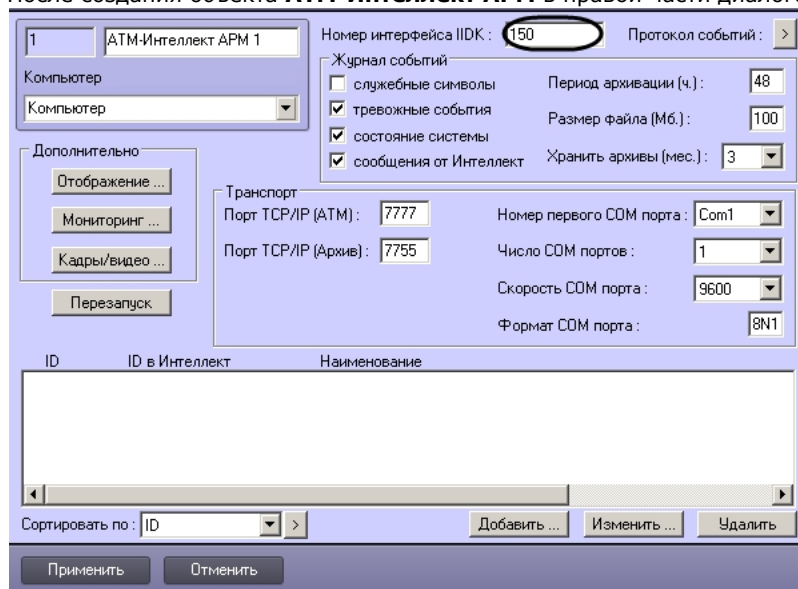 После создания объекта АТМ-Интеллект АРМ в правой части диалого
1 АТМ-Интеллект АРМ 1
Номер интерфейса IIDK : 150 Протокол событий : >
Компьютер
Компьютер
Журнал событий
служебные символы Период архивации (ч.) : 48
тревожные события Размер файла (Мб.) : 100
состояние системы
сообщения от Интеллект Хранить архивы (мес.) : 3
Дополнительно
Отображение ...
Мониторинг ...
Кадры/видео ...
Перезапуск
Транспорт
Порт TCP/IP (АТМ) : 7777 Номер первого COM порта : Com1
Порт TCP/IP (Архив) : 7755 Число COM портов : 1
Скорость COM порта : 9600
Формат COM порта : 8N1
ID ID в Интеллект Наименование
Сортировать по : ID > Добавить ... Изменить ... Удалить
Применить Отменить